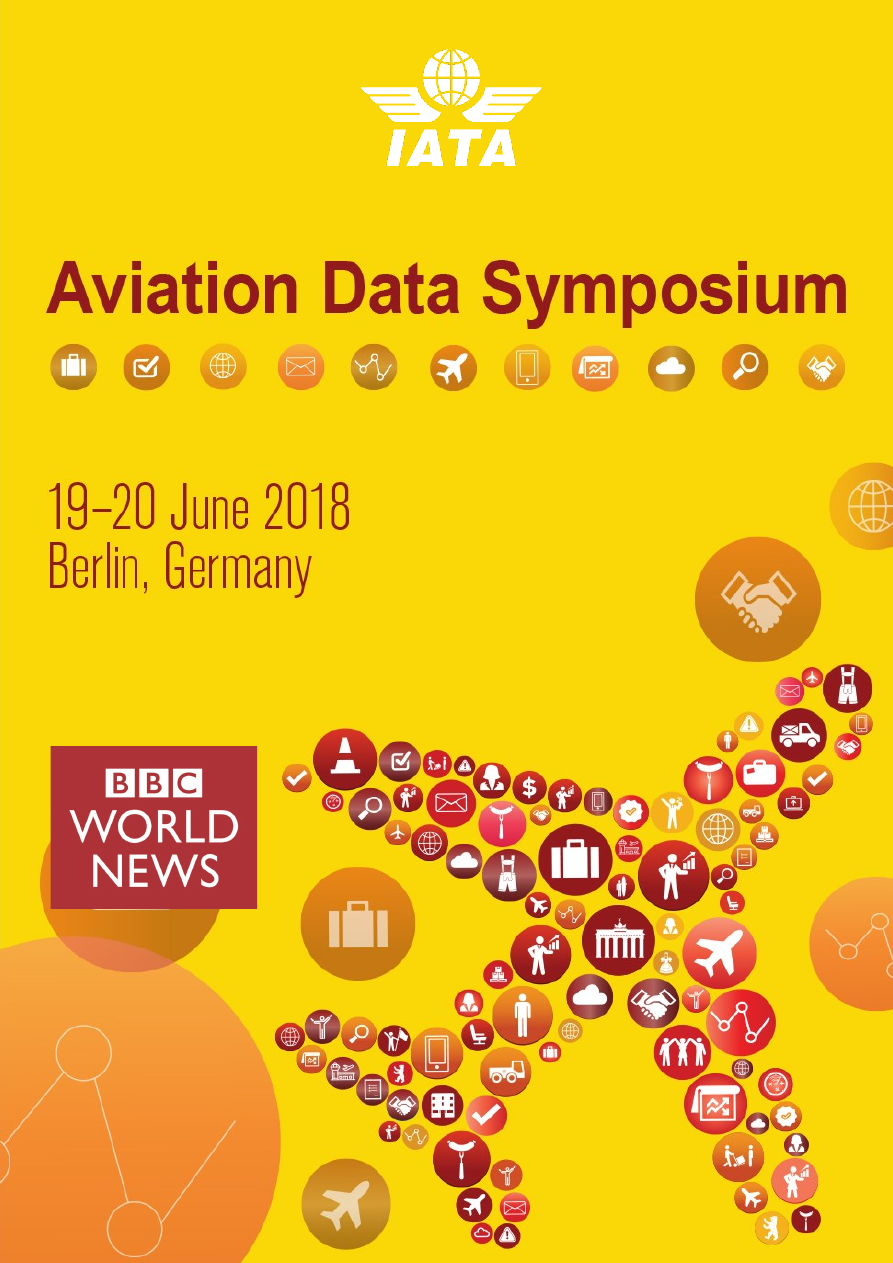 IATA
Aviation Data Symposium
19–20 June 2018
Berlin, Germany
BBC
WORLD
NEWS
$